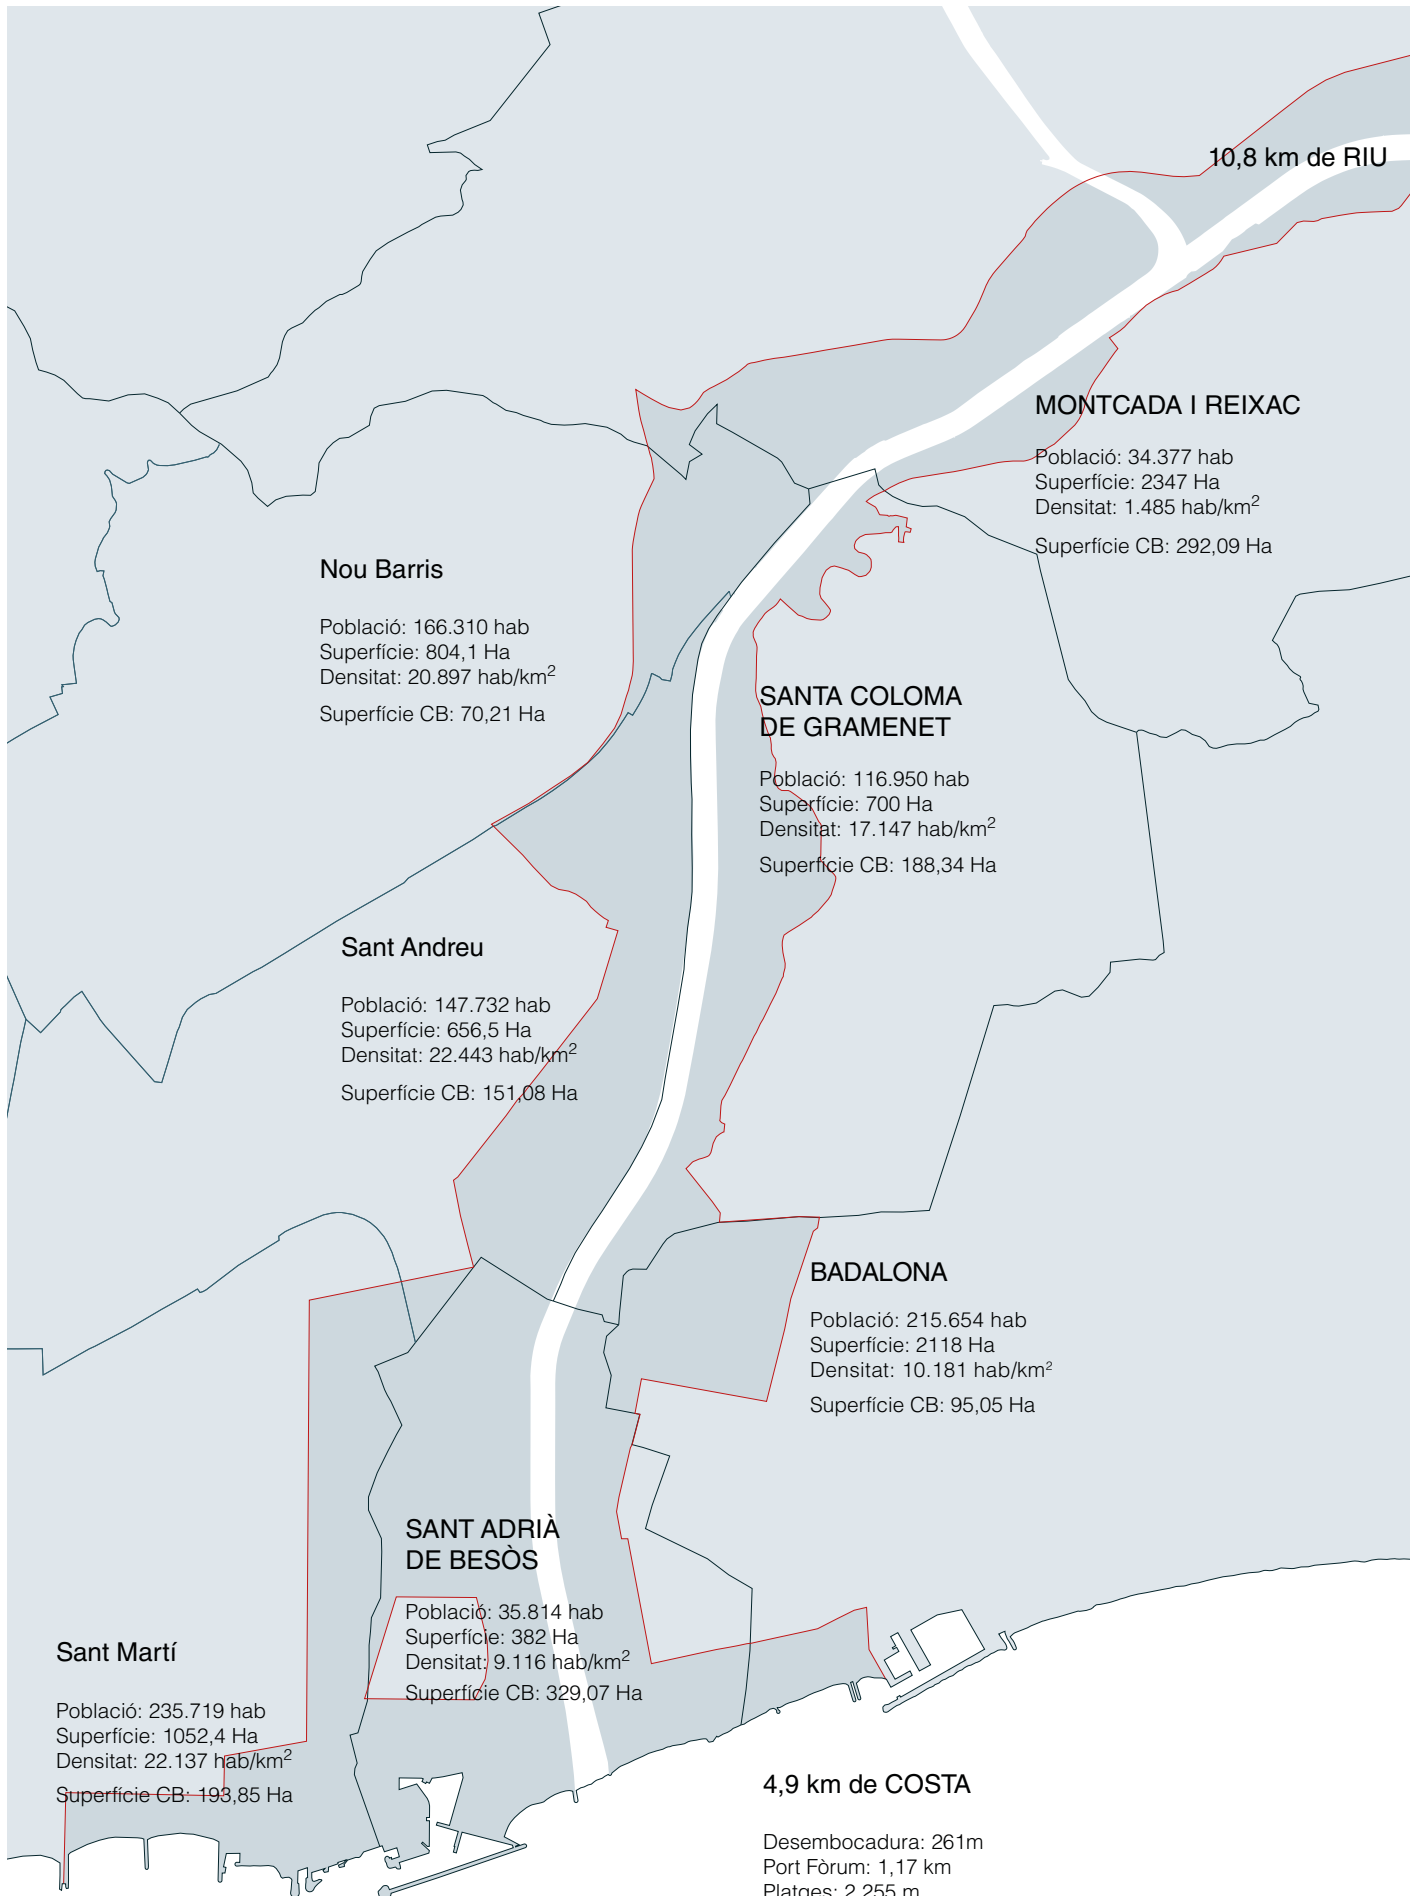 10,8 km de RIU
MONTCADA I REIXAC
Població: 34.377 hab
Superfície: 2347 Ha
Densitat: 1.485 hab/km²
Superfície CB: 292,09 Ha
Nou Barris
Població: 166.310 hab
Superfície: 804,1 Ha
Densitat: 20.897 hab/km²
Superfície CB: 70,21 Ha
SANTA COLOMA
DE GRAMENET
Població: 116.950 hab
Superfície: 700 Ha
Densitat: 17.147 hab/km²
Superfície CB: 188,34 Ha
Sant Andreu
Població: 147.732 hab
Superfície: 656,5 Ha
Densitat: 22.443 hab/km²
Superfície CB: 151,08 Ha
BADALONA
Població: 215.654 hab
Superfície: 2118 Ha
Densitat: 10.181 hab/km²
Superfície CB: 95,05 Ha
SANT ADRIÀ
DE BESÒS
Població: 35.814 hab
Superfície: 382 Ha
Densitat: 9.116 hab/km²
Superfície CB: 329,07 Ha
Sant Martí
Població: 235.719 hab
Superfície: 1052,4 Ha
Densitat: 22.137 hab/km²
Superfície CB: 193,85 Ha
4,9 km de COSTA
Desembocadura: 261m
Port Fòrum: 1,17 km
Platges: 2.255 m